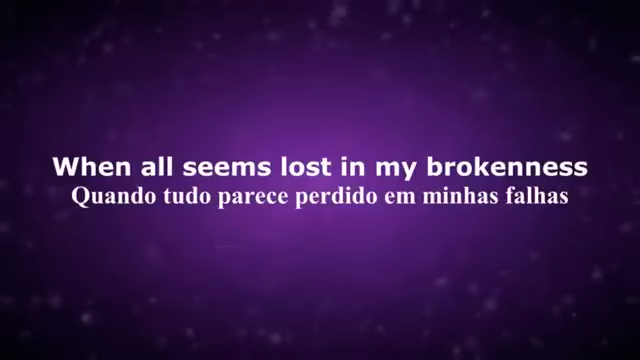 When all seems lost in my brokenness
Quando tudo parece perdido em minhas falhas